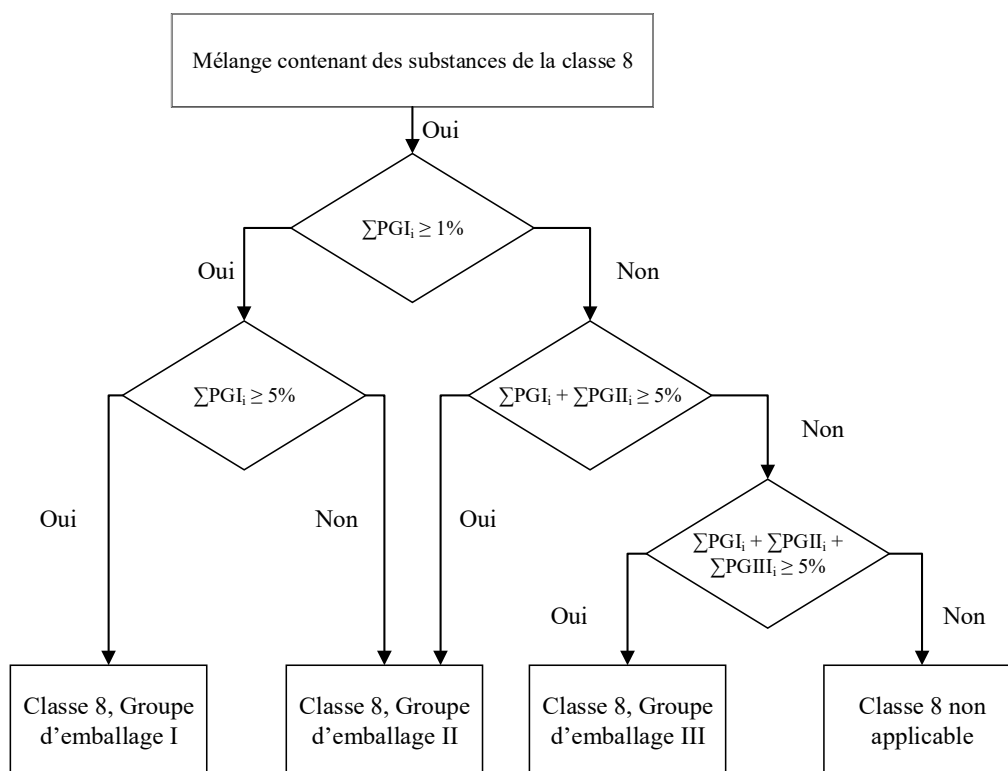 Mélange contenant des substances de la classe 8
Oui
∑PGIᵢ ≥ 1%
Oui
Non
∑PGIᵢ ≥ 5%
∑PGIᵢ + ∑PGIIᵢ ≥ 5%
Non
Oui
Non
Oui
∑PGIᵢ + ∑PGIIᵢ +
∑PGIIIᵢ ≥ 5%
Oui
Non
Classe 8, Groupe
d’emballage I
Classe 8, Groupe
d’emballage II
Classe 8, Groupe
d’emballage III
Classe 8 non
applicable